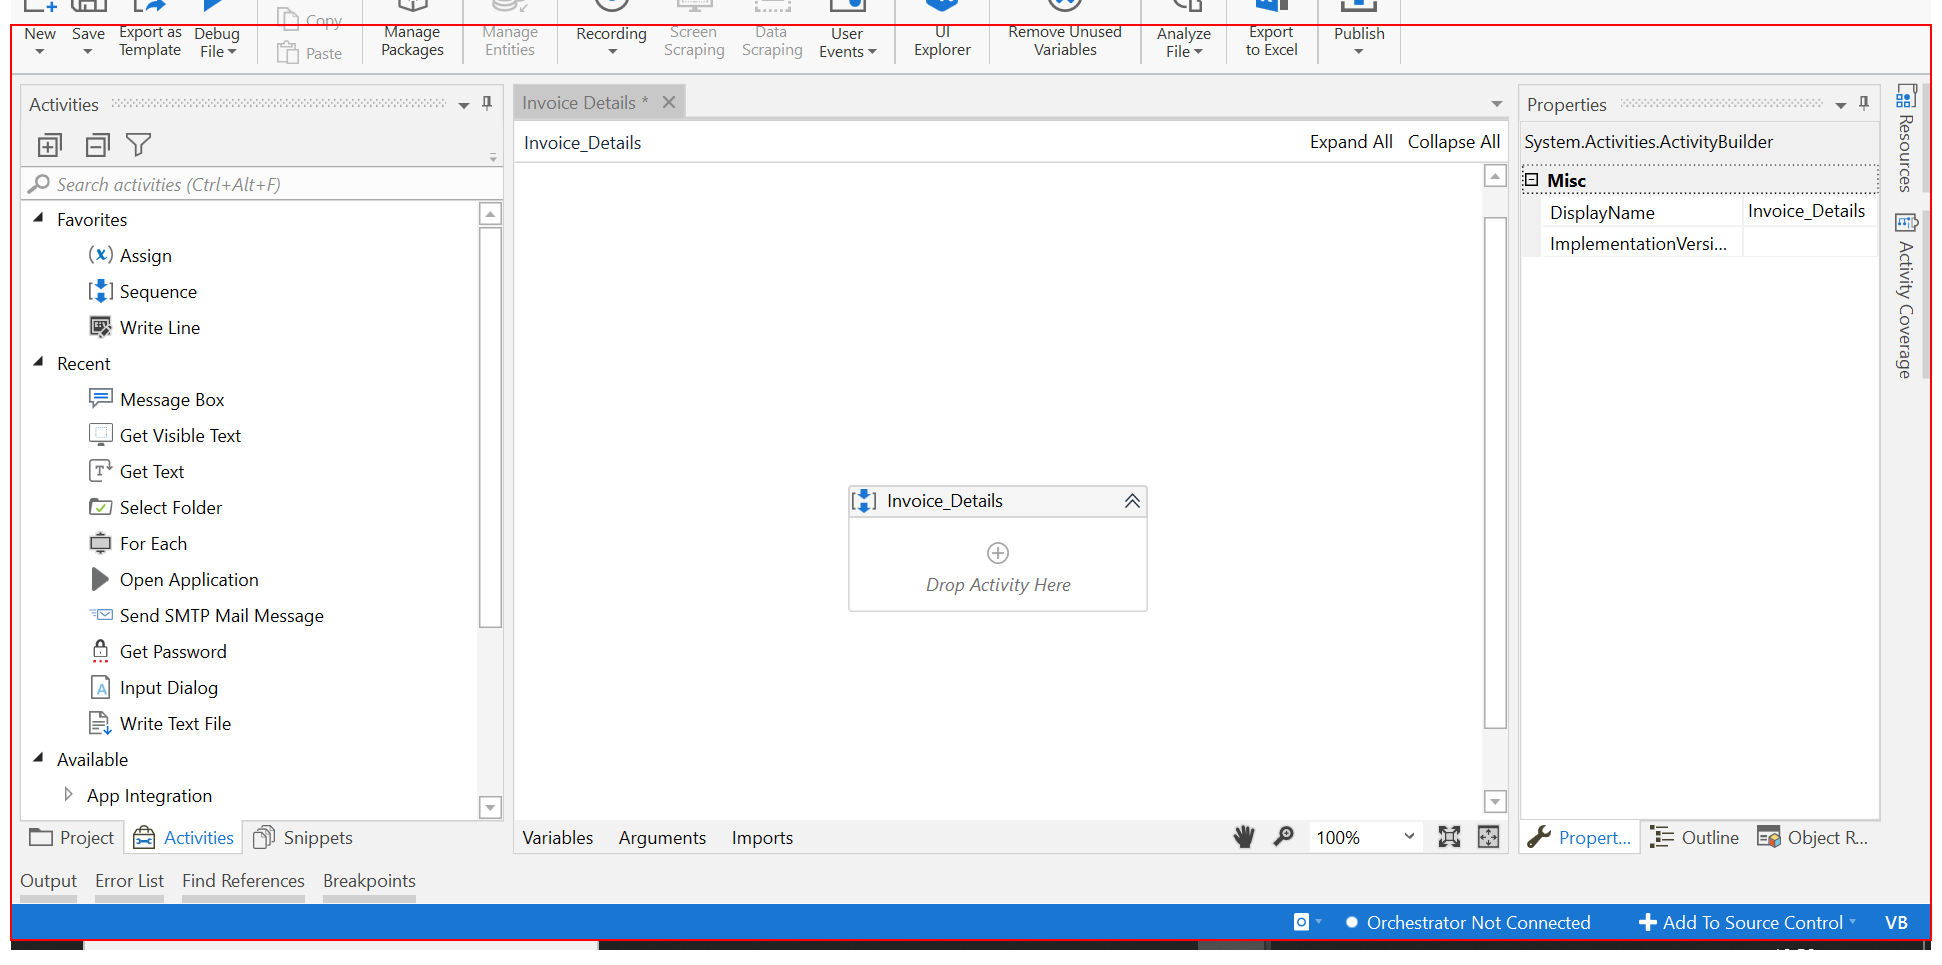 New Save Export as Template Debug File Copy Paste Manage Packages Manage Entities Recording Screen Scraping Data Scraping User Events UI Explorer Remove Unused Variables Analyze File Export to Excel Publish
Activities
Search activities (Ctrl+Alt+F)
Favorites
Assign
Sequence
Write Line
Recent
Message Box
Get Visible Text
Get Text
Select Folder
For Each
Open Application
Send SMTP Mail Message
Get Password
Input Dialog
Write Text File
Available
App Integration
Project Activities Snippets
Invoice Details *
Invoice_Details Expand All Collapse All
Invoice_Details
Drop Activity Here
Variables Arguments Imports 100%
Properties
System.Activities.ActivityBuilder
Misc
DisplayName Invoice_Details
ImplementationVersi...
Propert... Outline Object R...
Resources
Activity Coverage
Output Error List Find References Breakpoints
Orchestrator Not Connected Add To Source Control VB